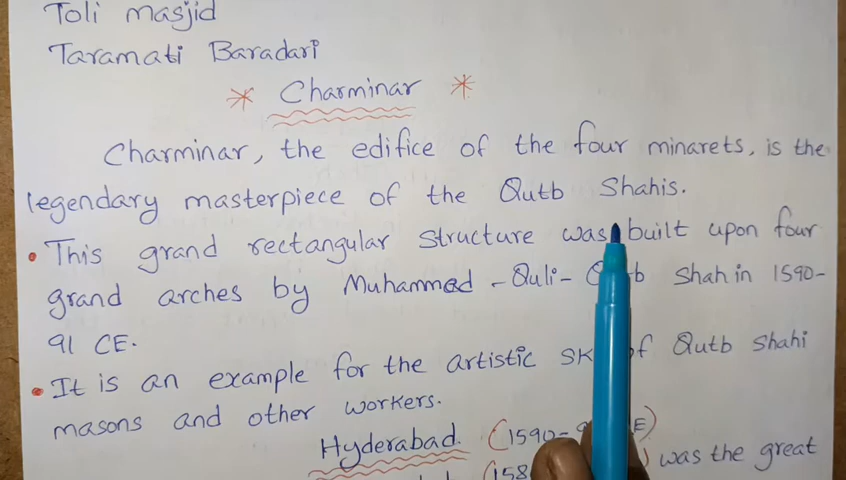 Toli masjid
Taramati Baradari
* Charminar *
Charminar, the edifice of the four minarets, is the
legendary masterpiece of the Qutb Shahis.
• This grand rectangular structure was built upon four
grand arches by Muhammad - Quli - Shah in 1590-
91 CE.
• It is an example for the artistic of Qutb Shahi
masons and other workers.
Hyderabad. (1590-
was the great